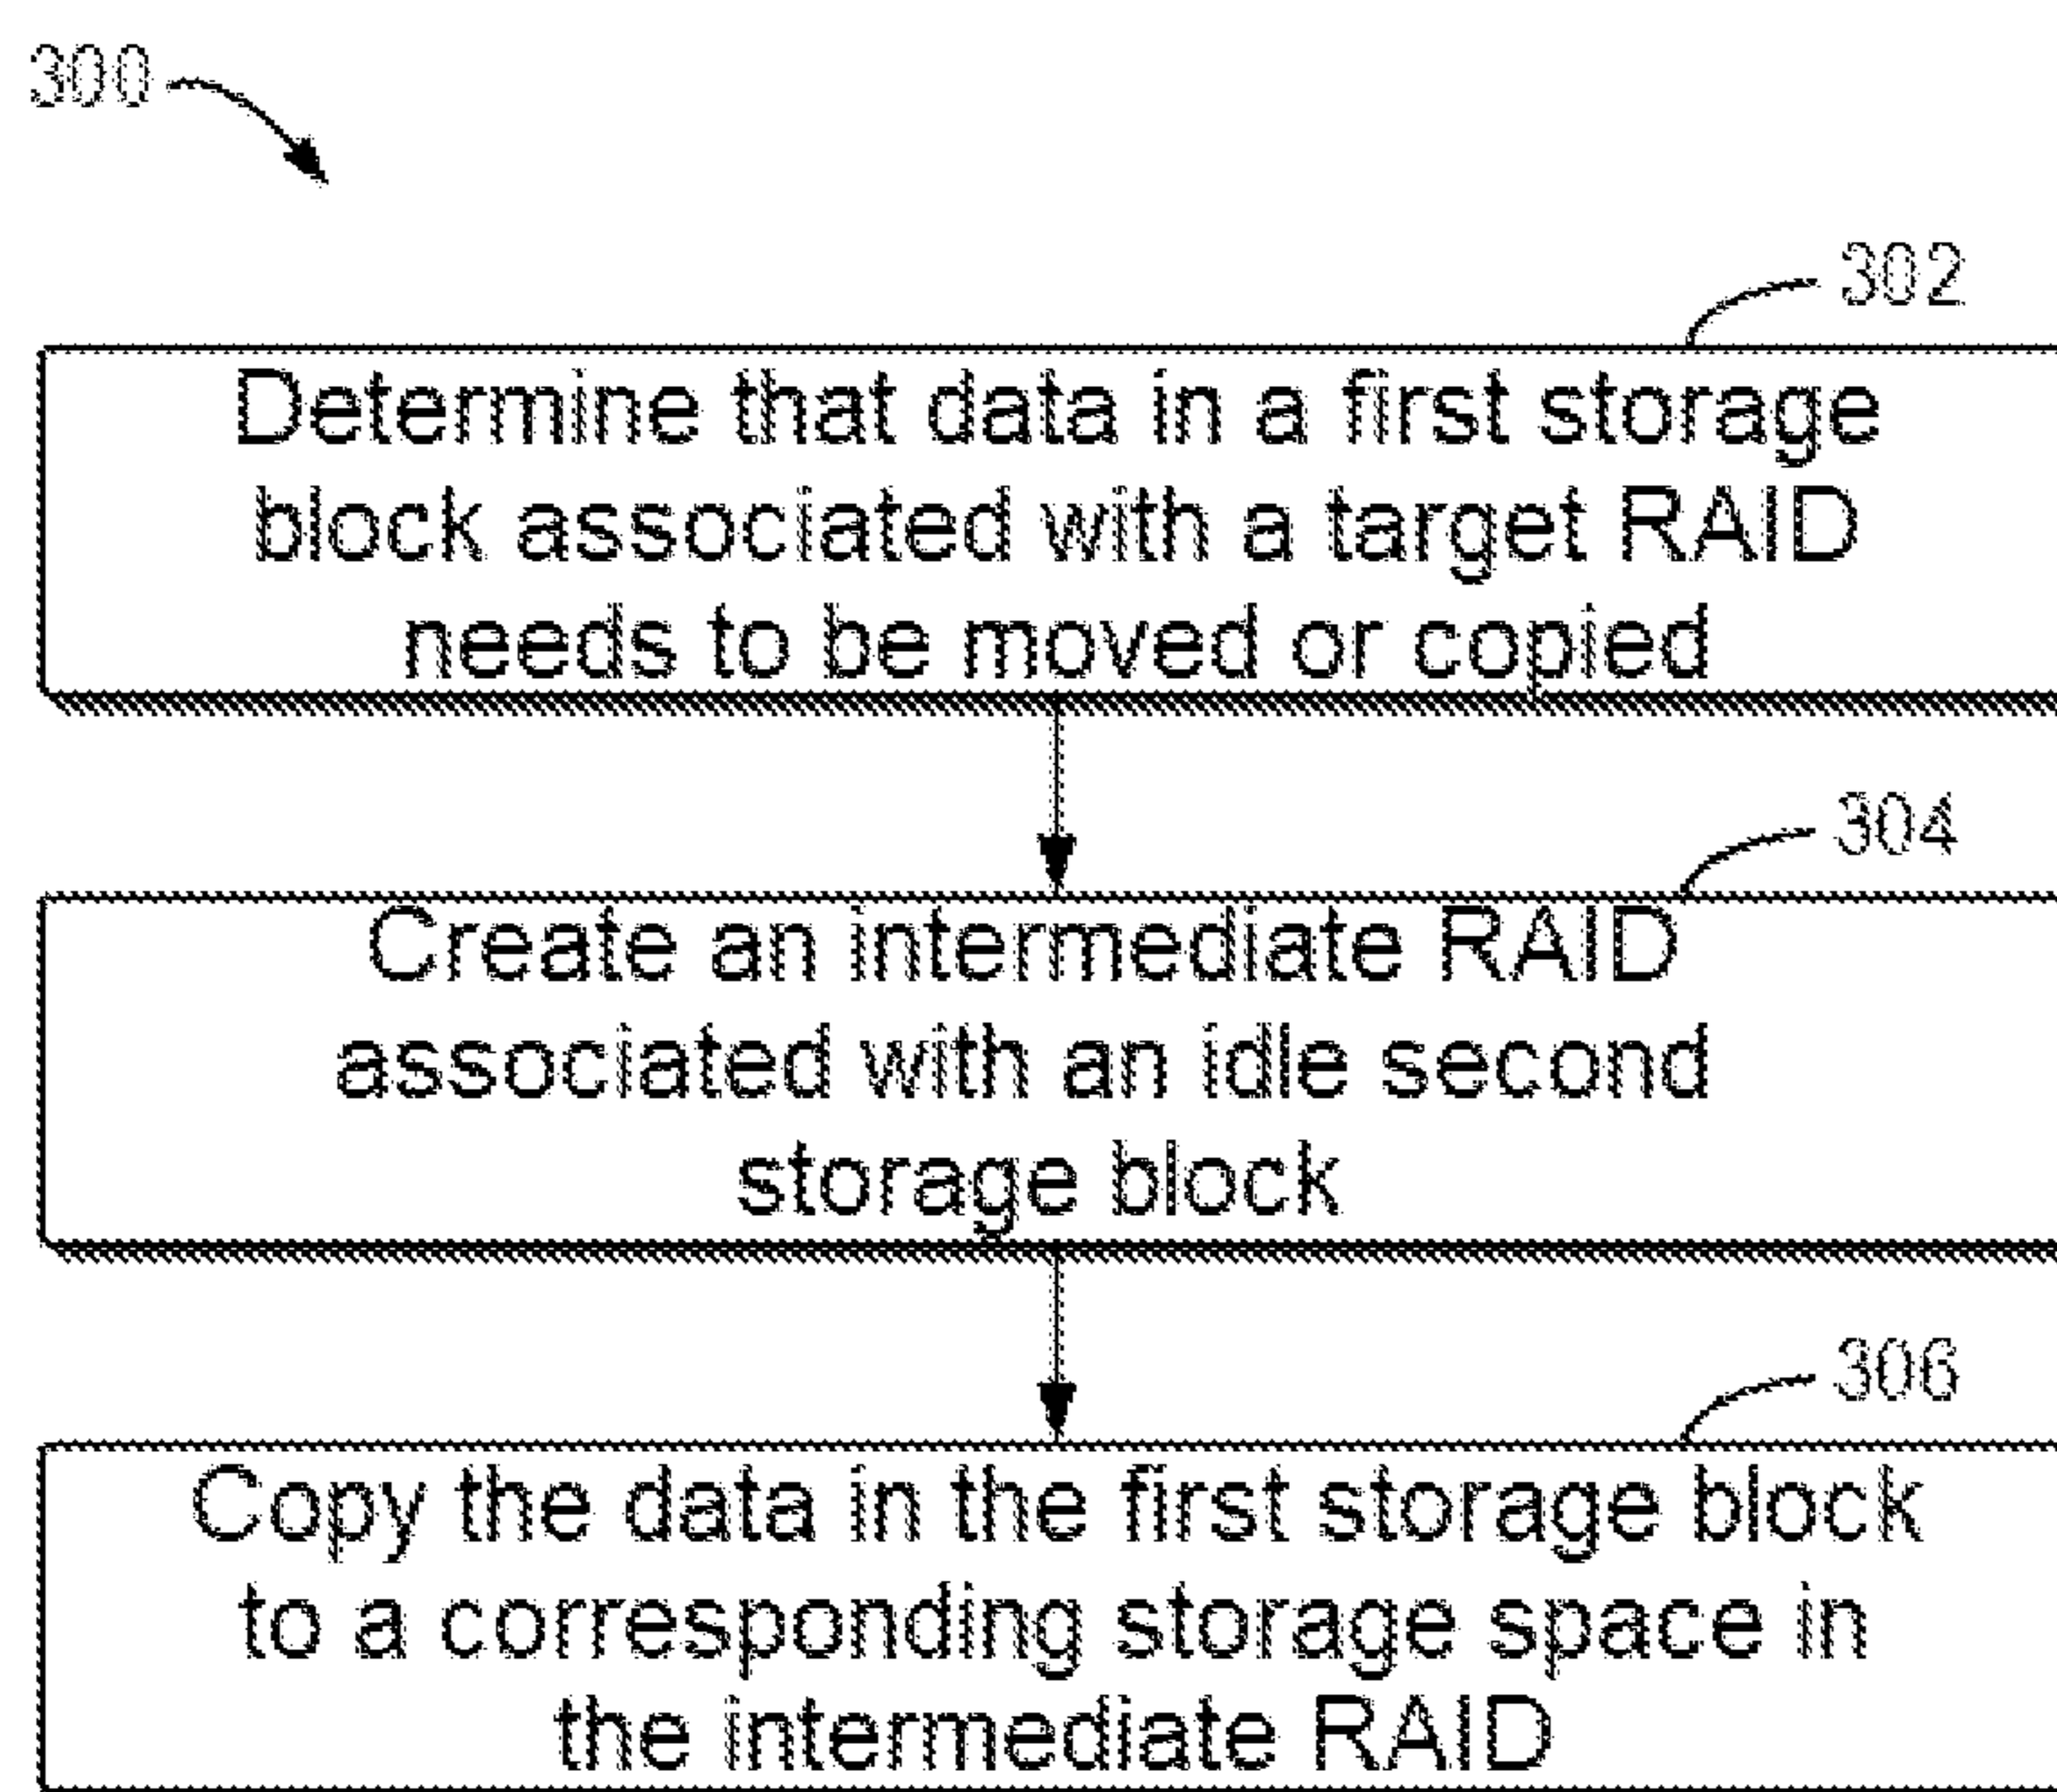 300
302
Determine that data in a first storage
block associated with a target RAID
needs to be moved or copied
304
Create an intermediate RAID
associated with an idle second
storage block
306
Copy the data in the first storage block
to a corresponding storage space in
the intermediate RAID